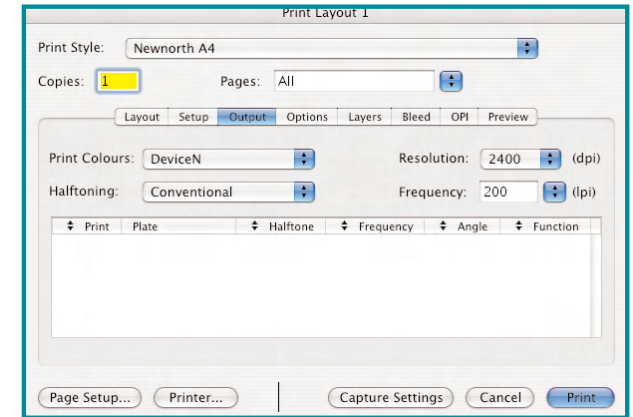 Print Layout 1
Print Style: Newnorth A4
Copies: 1 Pages: All
Layout Setup Output Options Layers Bleed OPI Preview
Print Colours: DeviceN Resolution: 2400 (dpi)
Halftoning: Conventional Frequency: 200 (lpi)
Print Plate Halftone Frequency Angle Function
Page Setup... Printer... Capture Settings Cancel Print